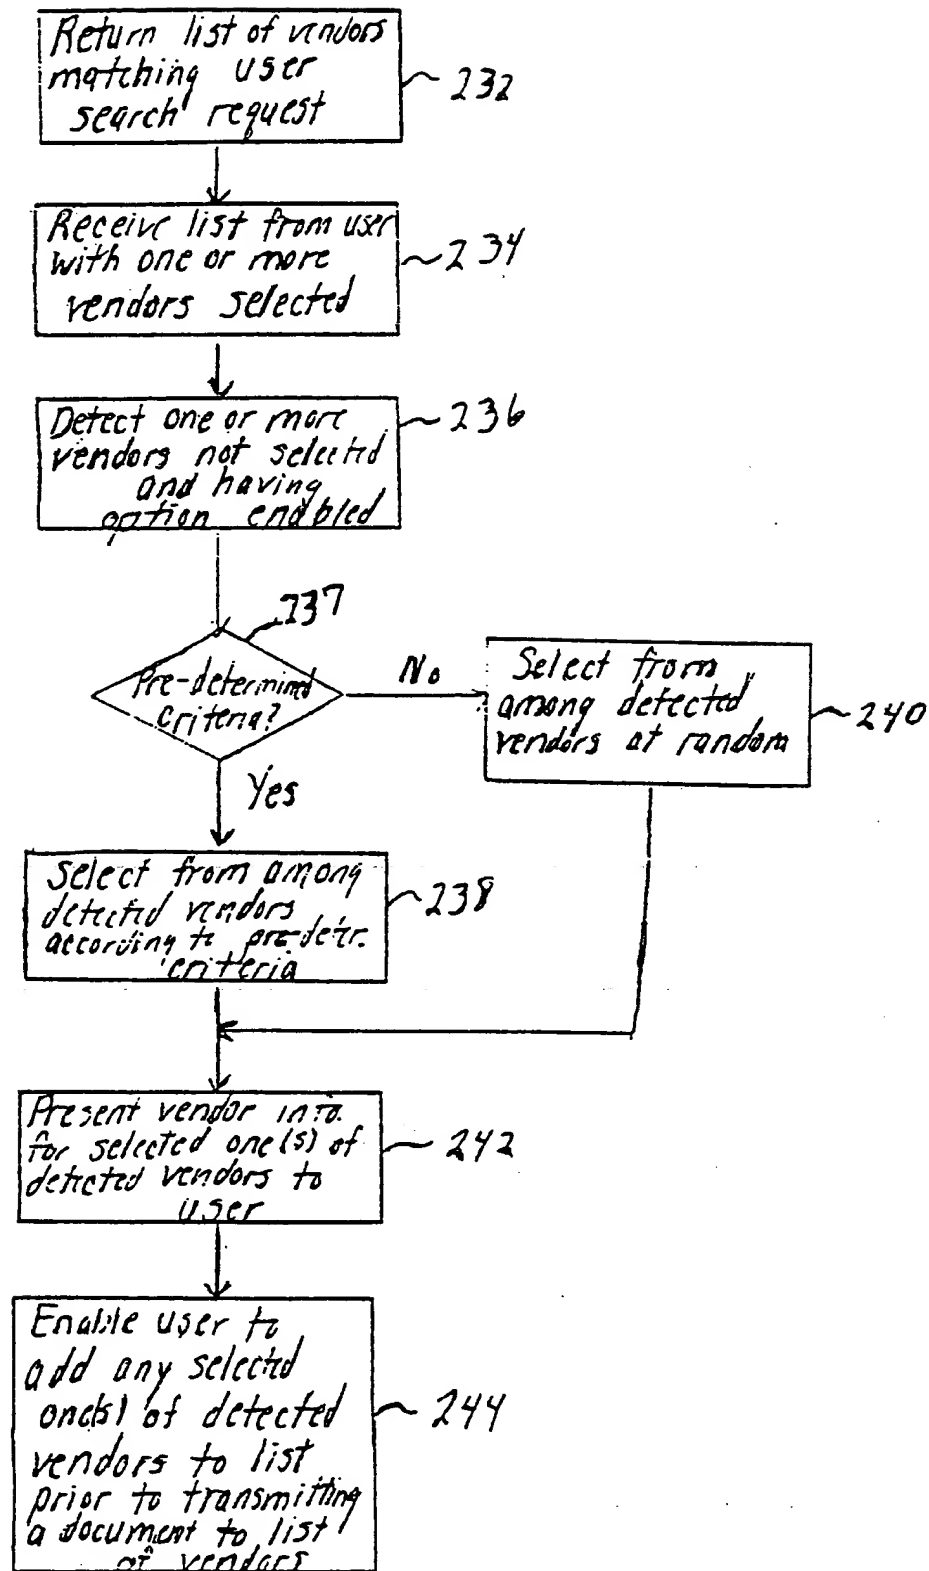 Return list of vendors
matching user
search request
232
Receive list from user
with one or more
vendors selected
234
Detect one or more
vendors not selected
and having
option enabled
236
237
Pre-determined
criteria?
No
Yes
Select from
among detected
vendors at random
240
Select from among
detected vendors
according to pre-deter.
criteria
238
Present vendor info.
for selected one(s) of
detected vendors to
user
242
Enable user to
add any selected
one(s) of detected
vendors to list
prior to transmitting
a document to list
of vendors
244